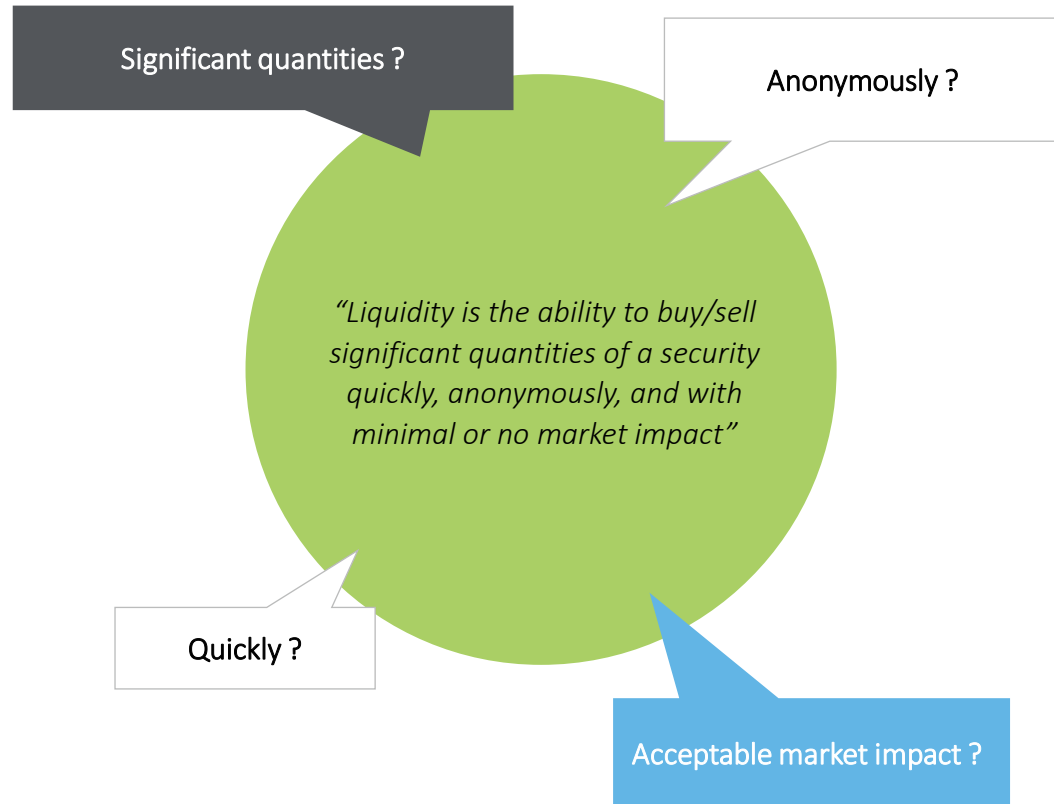 Significant quantities ?
Anonymously ?
“Liquidity is the ability to buy/sell
significant quantities of a security
quickly, anonymously, and with
minimal or no market impact”
Quickly ?
Acceptable market impact ?